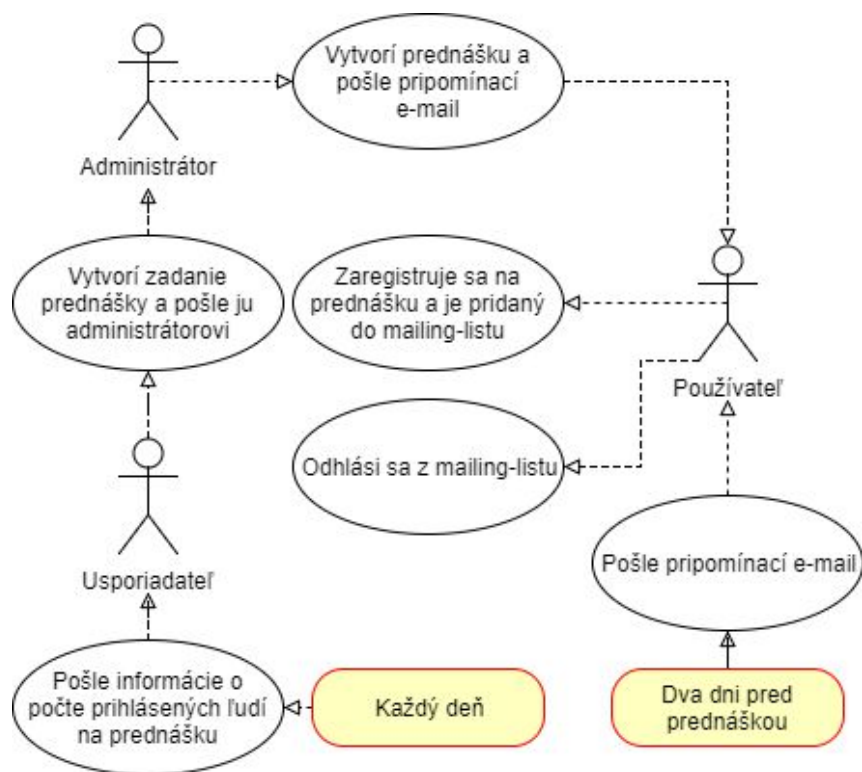 Vytvorí prednášku a
pošle pripomínací
e-mail
Administrátor
Vytvorí zadanie
prednášky a pošle ju
administrátorovi
Zaregistruje sa na
prednášku a je pridaný
do mailing-listu
Používateľ
Odhlási sa z mailing-listu
Usporiadateľ
Pošle pripomínací e-mail
Pošle informácie o
počte prihlásených ľudí
na prednášku
Každý deň
Dva dni pred
prednáškou